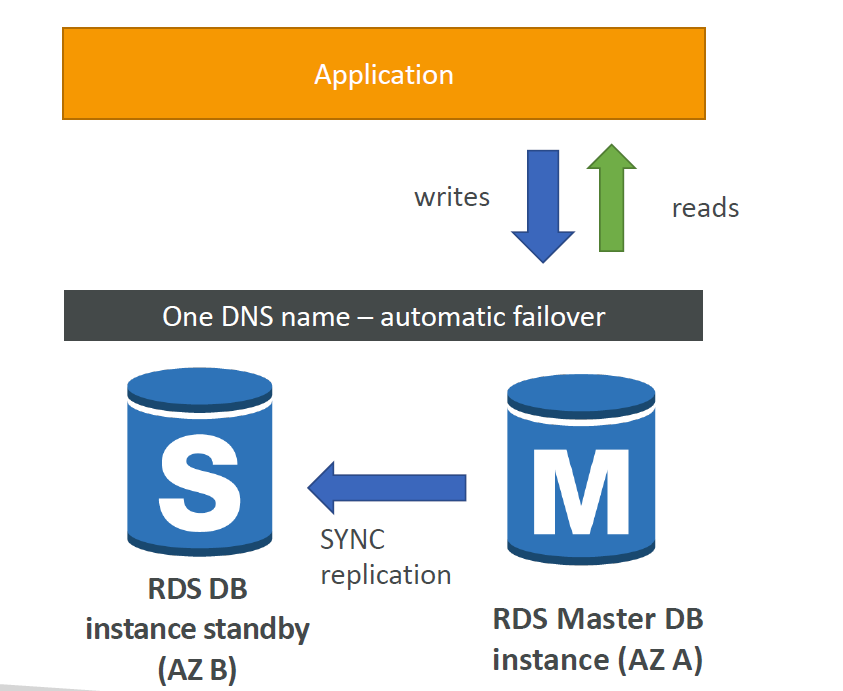 Application
writes
reads
One DNS name – automatic failover
S
M
SYNC
replication
RDS DB
instance standby
(AZ B)
RDS Master DB
instance (AZ A)